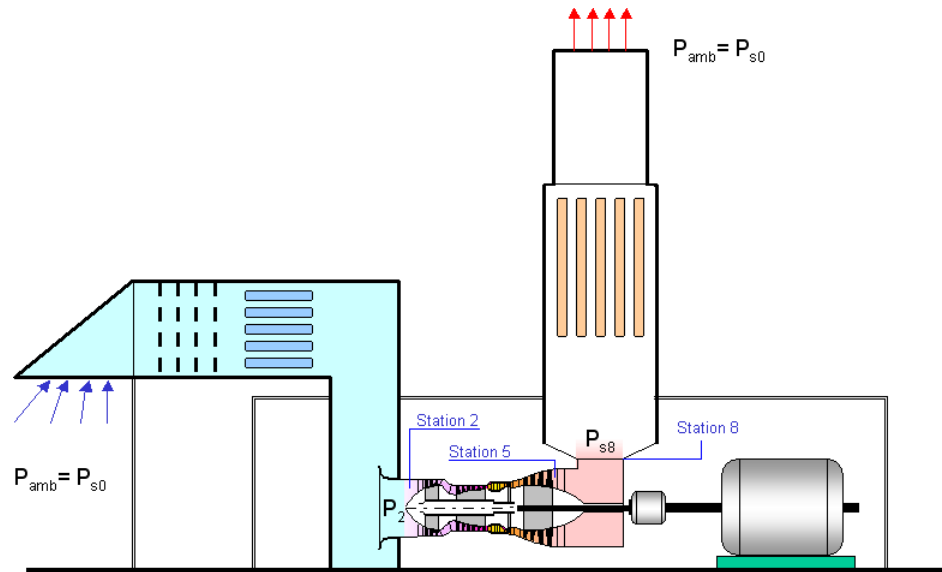 P_amb = P_s0
Station 2
Station 5
P_s8
Station 8
P_amb = P_s0
P_2